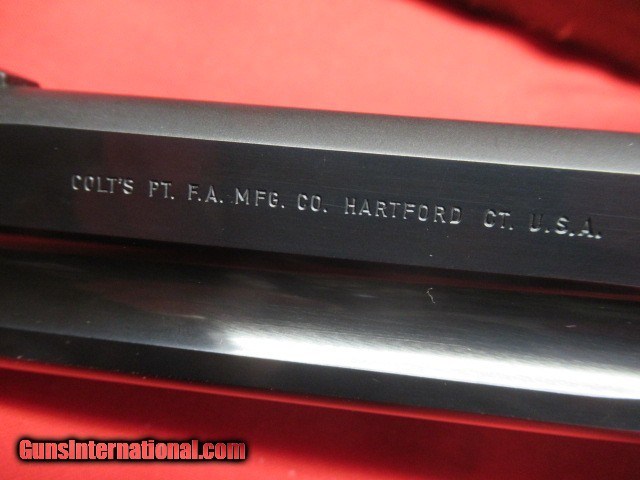 COLT'S PT. F.A. MFG. CO. HARTFORD CT. U.S.A.
GunsInternational.com